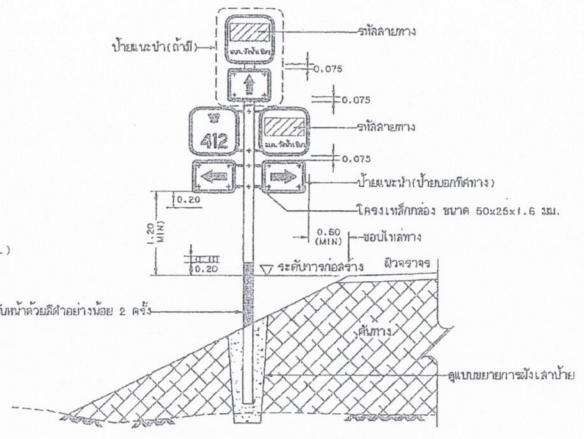 รหัสสายทาง
ป้ายแนะนำ(ถ้ามี)
0.075
0.075
412
รหัสสายทาง
0.075
ป้ายแนะนำ(ป้ายบอกทิศทาง)
0.20
โครงเหล็กกล่อง ขนาด 50x25x1.6 มม.
1.20
(MIN)
0.60
(MIN)
ขอบไหล่ทาง
.)
0.20
ระดับการก่อสร้าง
ผิวจราจร
หน้าด้วยสีดำอย่างน้อย 2 ครั้ง
คันทาง
ดูแบบขยายการฝังเสาป้าย